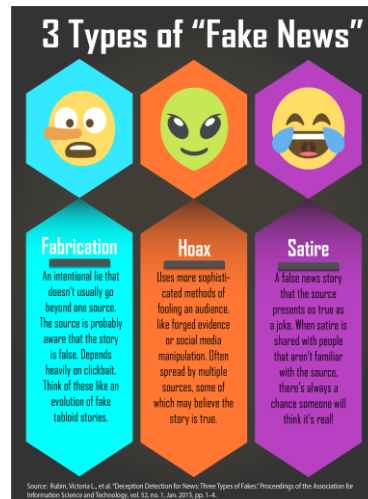 3 Types of “Fake News”
Fabrication
An intentional lie that
doesn't usually go
beyond one source.
The source is probably
aware that the story
is false. Depends
heavily on clickbait.
Think of these like an
evolution of fake
tabloid stories.
Hoax
Uses more sophisti-
cated methods of
fooling an audience,
like forged evidence
or social media
manipulation. Often
spread by multiple
sources, some of
which may believe the
story is true.
Satire
A false news story
that the source
presents as true as
a joke. When satire is
shared with people
that aren't familiar
with the source,
there's always a
chance someone will
think it's real!
Source: Rubin, Victoria L., et al. “Deception Detection for News: Three Types of Fakes.” Proceedings of the Association for
Information Science and Technology, vol. 52, no. 1, Jan. 2015, pp. 1-4.